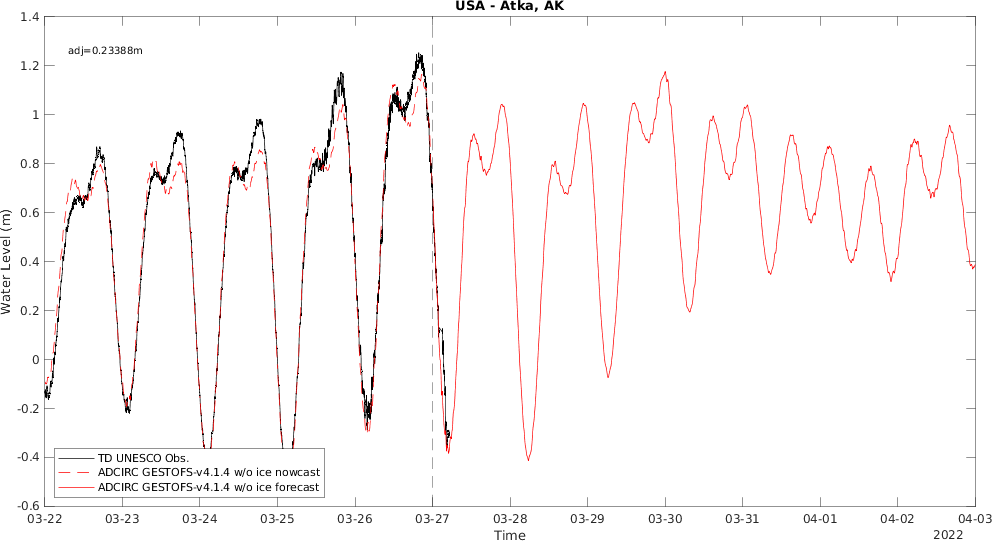 USA - Atka, AK
adj=0.23388m
1.4
1.2
1
0.8
0.6
0.4
0.2
0
-0.2
-0.4
-0.6
Water Level (m)
TD UNESCO Obs.
ADCIRC GESTOFS-v4.1.4 w/o ice nowcast
ADCIRC GESTOFS-v4.1.4 w/o ice forecast
03-22 03-23 03-24 03-25 03-26 03-27 03-28 03-29 03-30 03-31 04-01 04-02 04-03
Time
2022